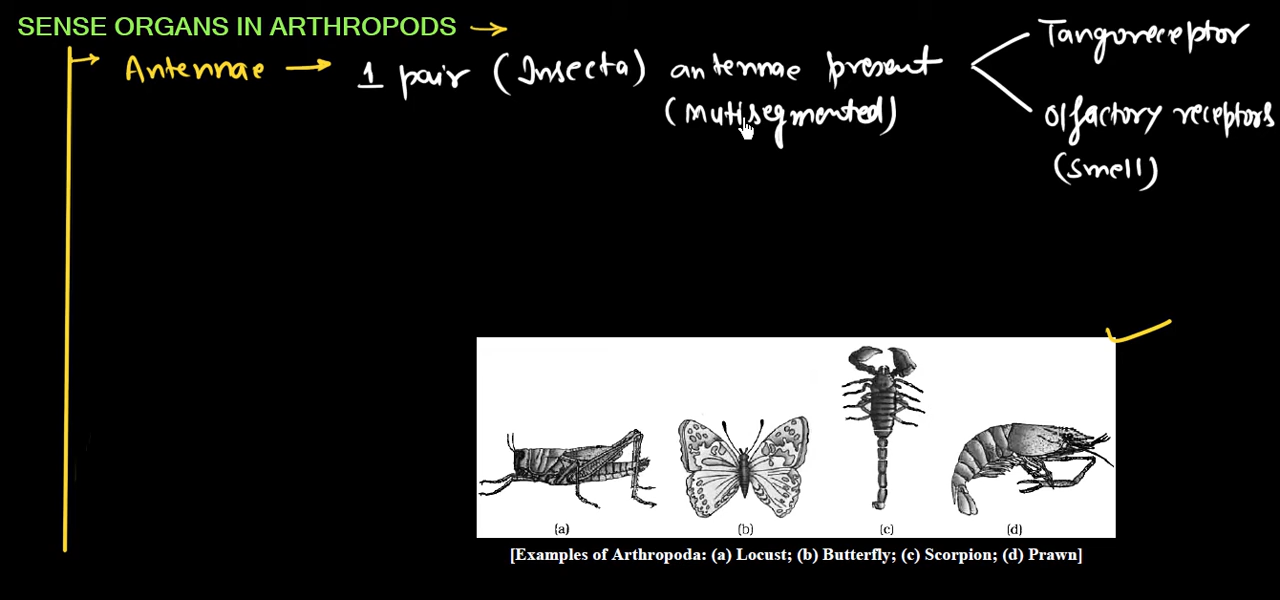 SENSE ORGANS IN ARTHROPODS →
Antennae → 1 pair (Insecta) antennae present
(Mutisegmented)
Tangoreceptor
Olfactory receptors
(Smell)
(a) (b) (c) (d)
[Examples of Arthropoda: (a) Locust; (b) Butterfly; (c) Scorpion; (d) Prawn]